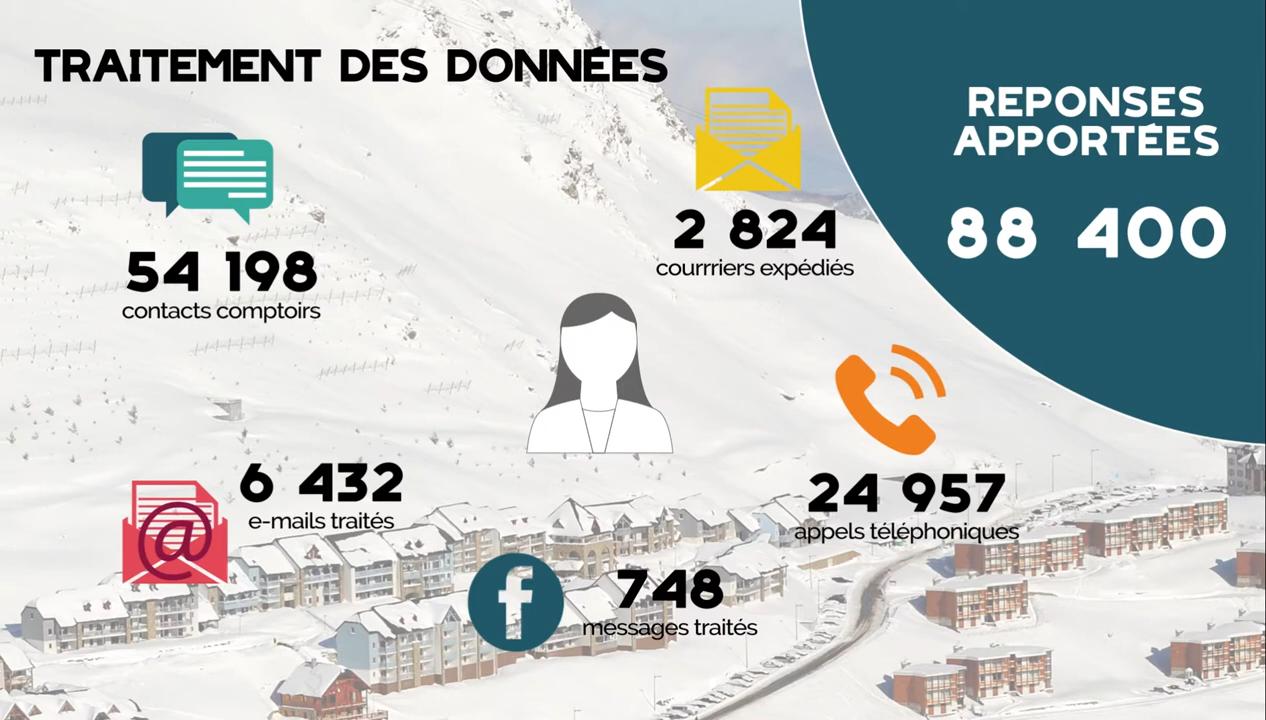 TRAITEMENT DES DONNÉES
REPONSES
APPORTÉES
88 400
54 198
contacts comptoirs
2 824
courrriers expédiés
6 432
e-mails traités
24 957
appels téléphoniques
748
messages traités